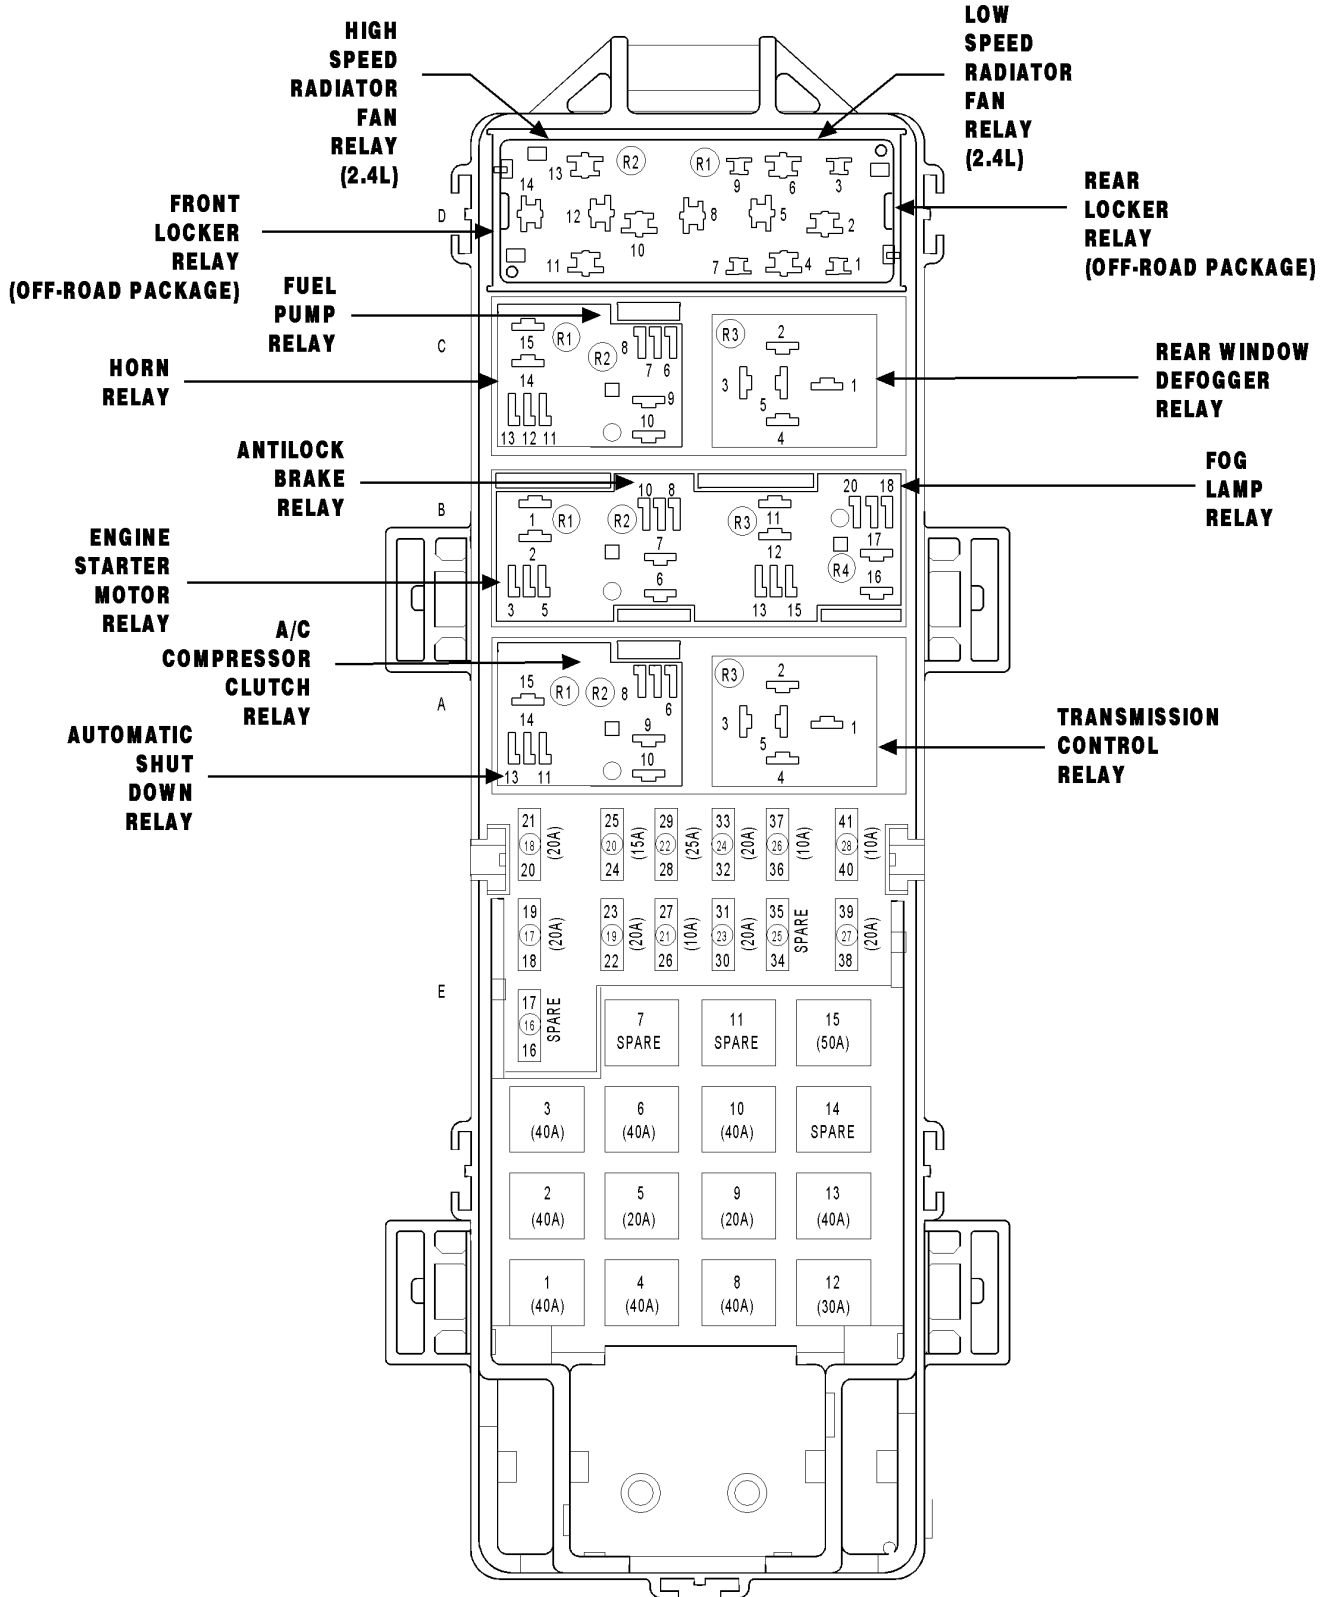 HIGH
SPEED
RADIATOR
FAN
RELAY
(2.4L)
LOW
SPEED
RADIATOR
FAN
RELAY
(2.4L)
FRONT
LOCKER
RELAY
(OFF-ROAD PACKAGE)
REAR
LOCKER
RELAY
(OFF-ROAD PACKAGE)
D
13 R2 R1 9 6 3
14 12 10 8 5 2
11 7 4 1
FUEL
PUMP
RELAY
HORN
RELAY
REAR WINDOW
DEFOGGER
RELAY
C
15 R1 R2 8 7 6
14 9
13 12 11 10
R3 2
3 5 1
4
ANTILOCK
BRAKE
RELAY
FOG
LAMP
RELAY
ENGINE
STARTER
MOTOR
RELAY
B
10 8 20 18
1 R1 R2 R3 11
2 7 12 17
6 R4 16
3 5 13 15
A/C
COMPRESSOR
CLUTCH
RELAY
AUTOMATIC
SHUT
DOWN
RELAY
TRANSMISSION
CONTROL
RELAY
A
15 R1 R2 8 6
14 9
13 11 10
R3 2
3 5 1
4
21 25 29 33 37 41
18 (20A) 20 (15A) 22 (25A) 24 (20A) 26 (10A) 28 (10A)
20 24 28 32 36 40
19 23 27 31 35 39
17 (20A) 19 (20A) 21 (10A) 23 (20A) 25 SPARE 27 (20A)
18 22 26 30 34 38
E
17
16 SPARE
16
7 11 15
SPARE SPARE (50A)
3 6 10 14
(40A) (40A) (40A) SPARE
2 5 9 13
(40A) (20A) (20A) (40A)
1 4 8 12
(40A) (40A) (40A) (30A)